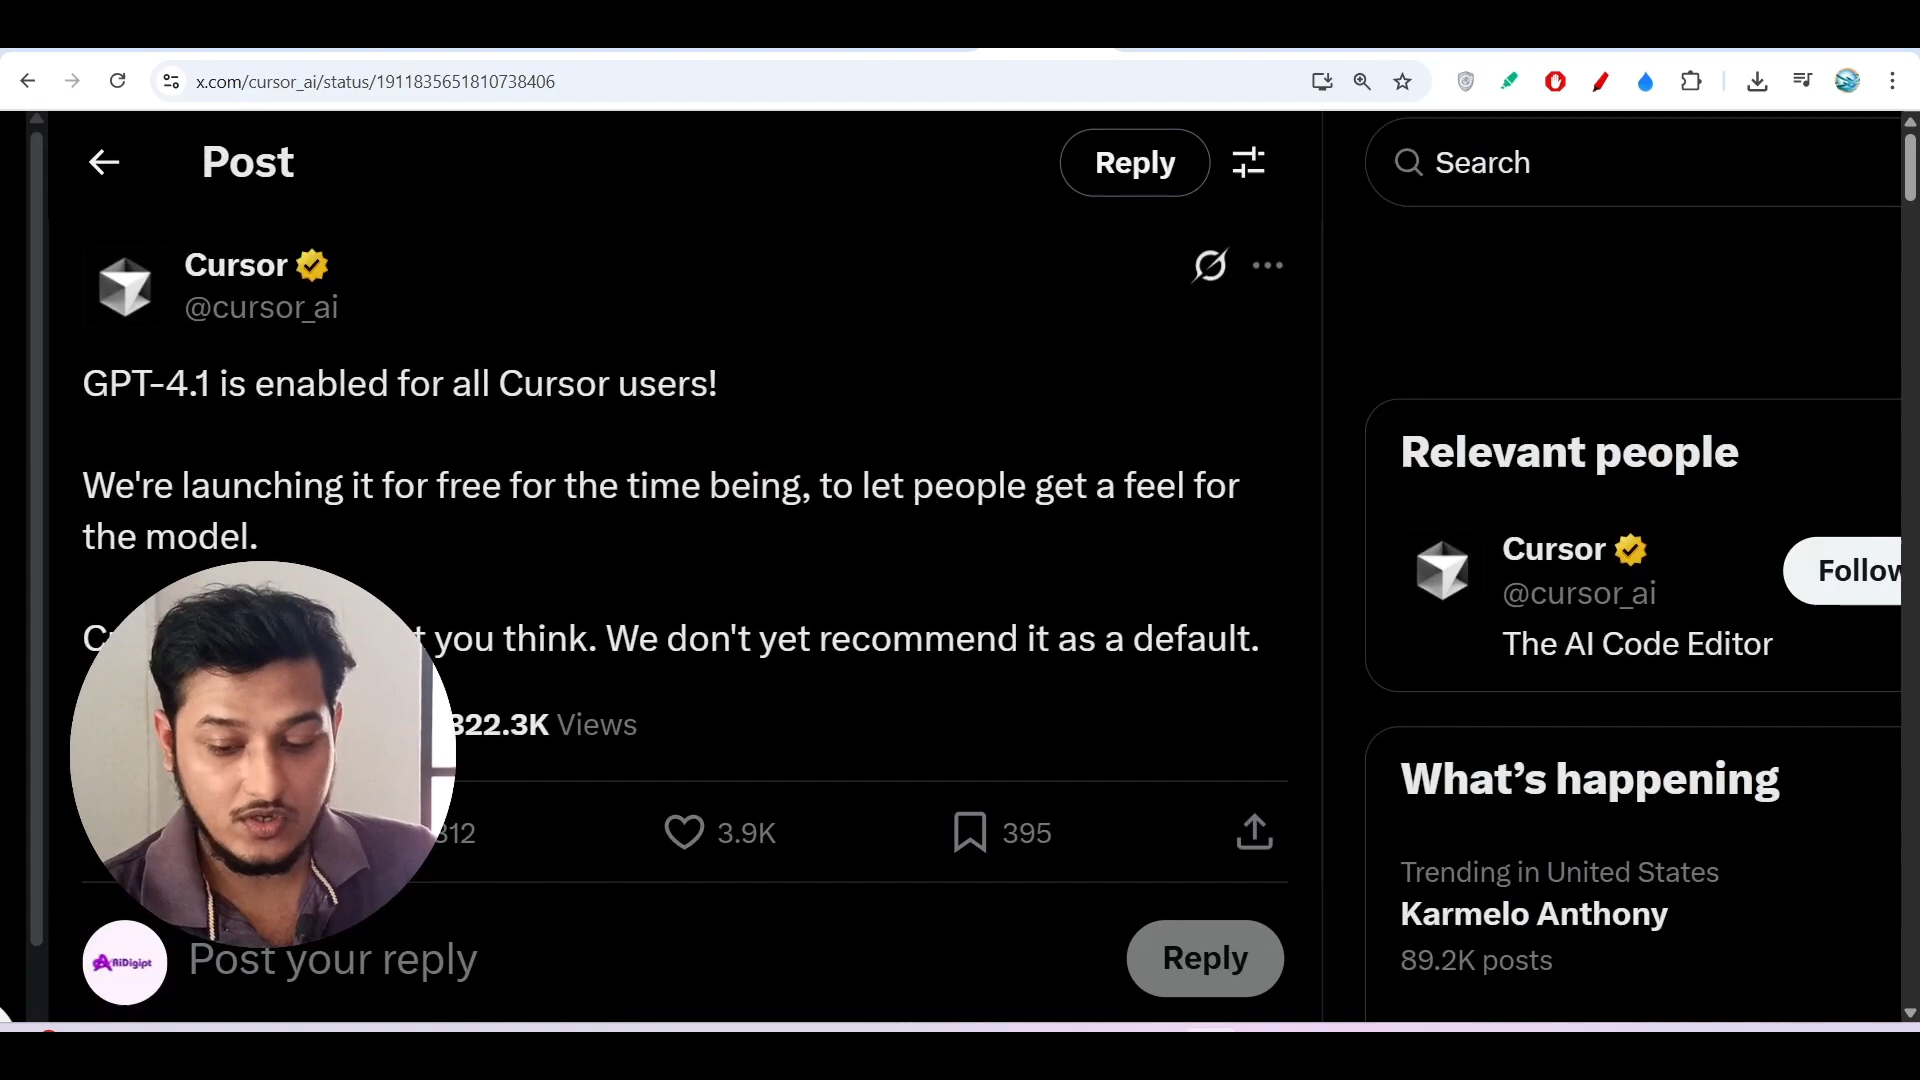 x.com/cursor_ai/status/1911835651810738406
Post
Reply
Search
Cursor
@cursor_ai
GPT-4.1 is enabled for all Cursor users!
We're launching it for free for the time being, to let people get a feel for
the model.
you think. We don't yet recommend it as a default.
322.3K Views
312
3.9K
395
AiDigipt
Post your reply
Reply
Relevant people
Cursor
@cursor_ai
Follow
The AI Code Editor
What's happening
Trending in United States
Karmelo Anthony
89.2K posts